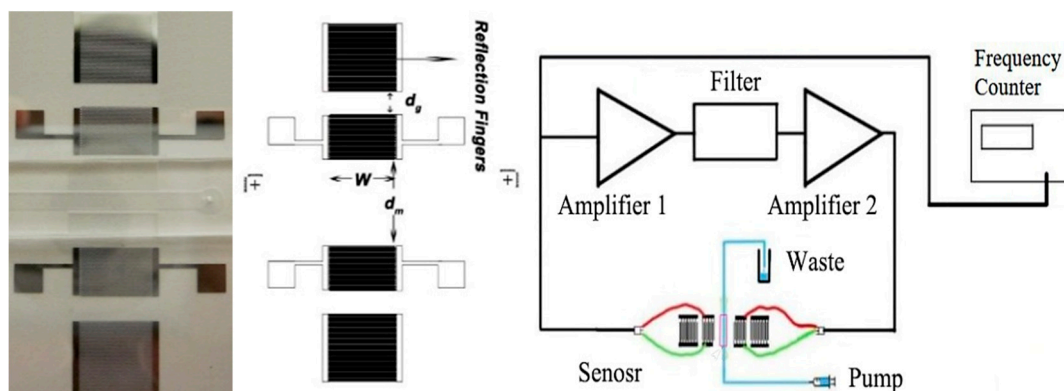 Reflection Fingers
d_g
W
d_m
Frequency
Counter
Filter
Amplifier 1
Amplifier 2
Waste
Senosr
Pump